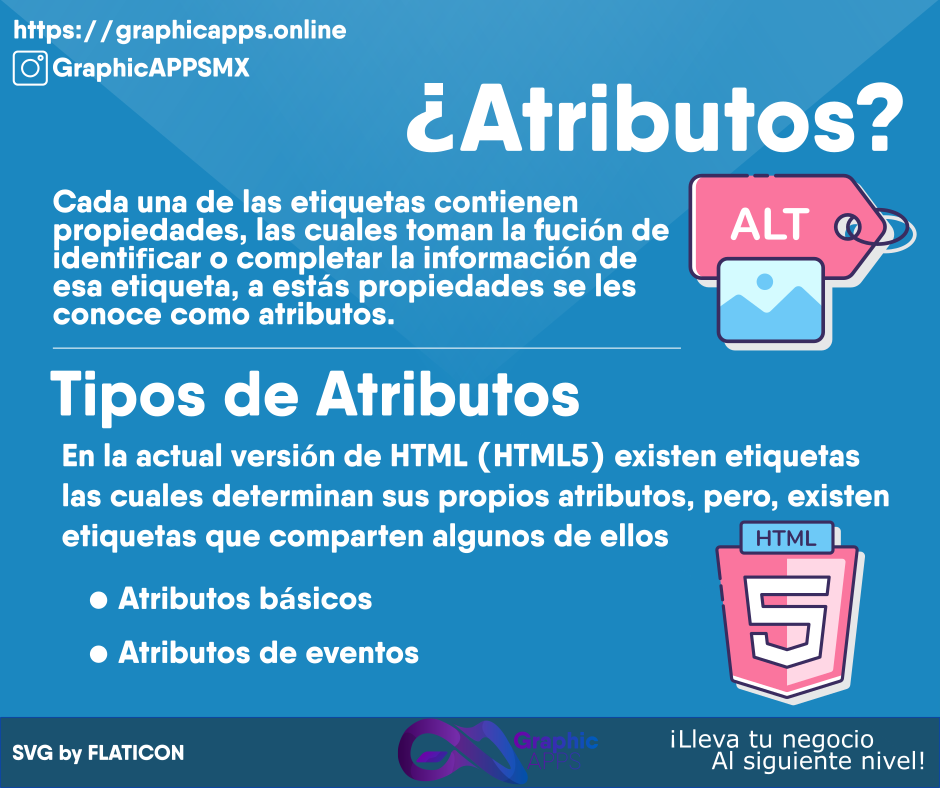 https://graphicapps.online
GraphicAPPSMX
¿Atributos?
Cada una de las etiquetas contienen
propiedades, las cuales toman la fución de
identificar o completar la información de
esa etiqueta, a estás propiedades se les
conoce como atributos.
ALT
Tipos de Atributos
En la actual versión de HTML (HTML5) existen etiquetas
las cuales determinan sus propios atributos, pero, existen
etiquetas que comparten algunos de ellos
HTML
5
● Atributos básicos
● Atributos de eventos
SVG by FLATICON
Graphic
APPS
¡Lleva tu negocio
Al siguiente nivel!